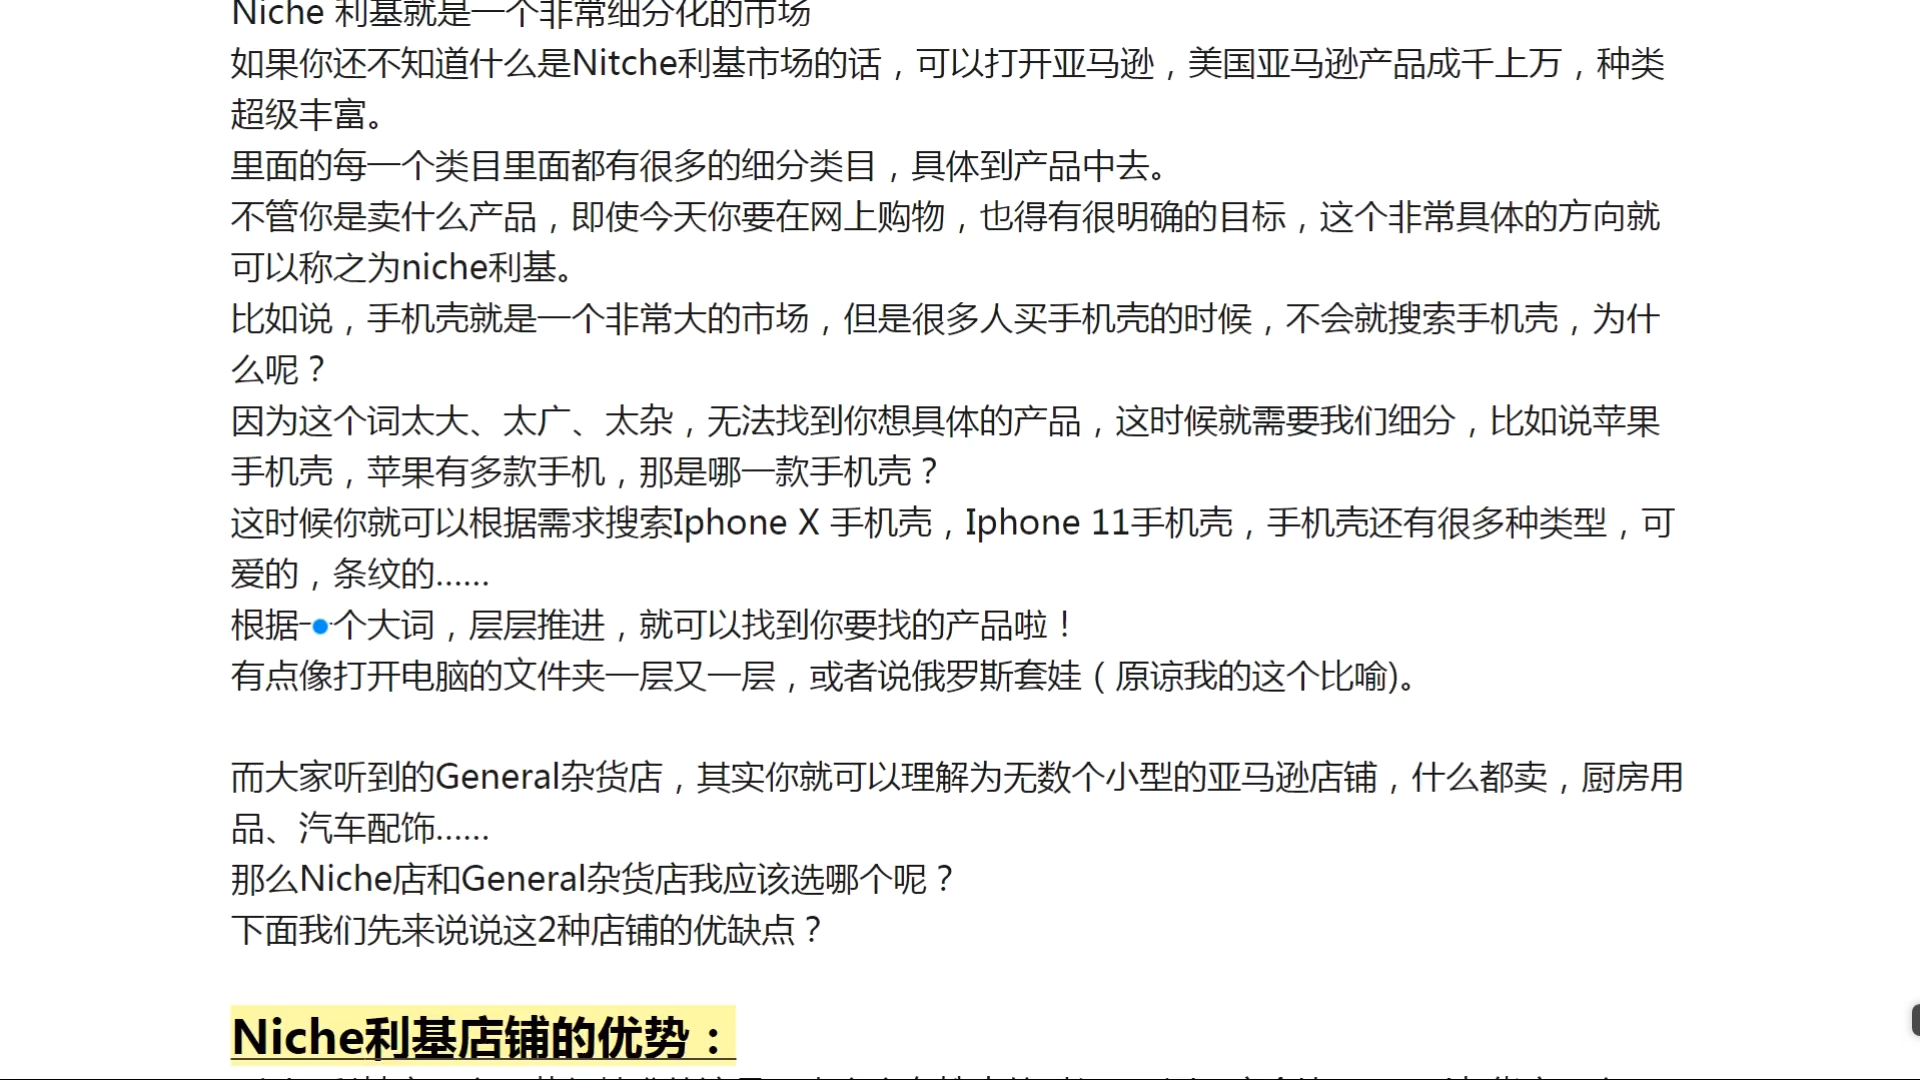 Niche 利基就是一个非常细分化的市场
如果你还不知道什么是Nitche利基市场的话，可以打开亚马逊，美国亚马逊产品成千上万，种类
超级丰富。
里面的每一个类目里面都有很多的细分类目，具体到产品中去。
不管你是卖什么产品，即使今天你要在网上购物，也得有很明确的目标，这个非常具体的方向就
可以称之为niche利基。
比如说，手机壳就是一个非常大的市场，但是很多人买手机壳的时候，不会就搜索手机壳，为什
么呢？
因为这个词太大、太广、太杂，无法找到你想具体的产品，这时候就需要我们细分，比如说苹果
手机壳，苹果有多款手机，那是哪一款手机壳？
这时候你就可以根据需求搜索Iphone X 手机壳，Iphone 11手机壳，手机壳还有很多种类型，可
爱的，条纹的......
根据一个大词，层层推进，就可以找到你要找的产品啦！
有点像打开电脑的文件夹一层又一层，或者说俄罗斯套娃（原谅我的这个比喻)。
而大家听到的General杂货店，其实你就可以理解为无数个小型的亚马逊店铺，什么都卖，厨房用
品、汽车配饰......
那么Niche店和General杂货店我应该选哪个呢？
下面我们先来说说这2种店铺的优缺点？
Niche利基店铺的优势：